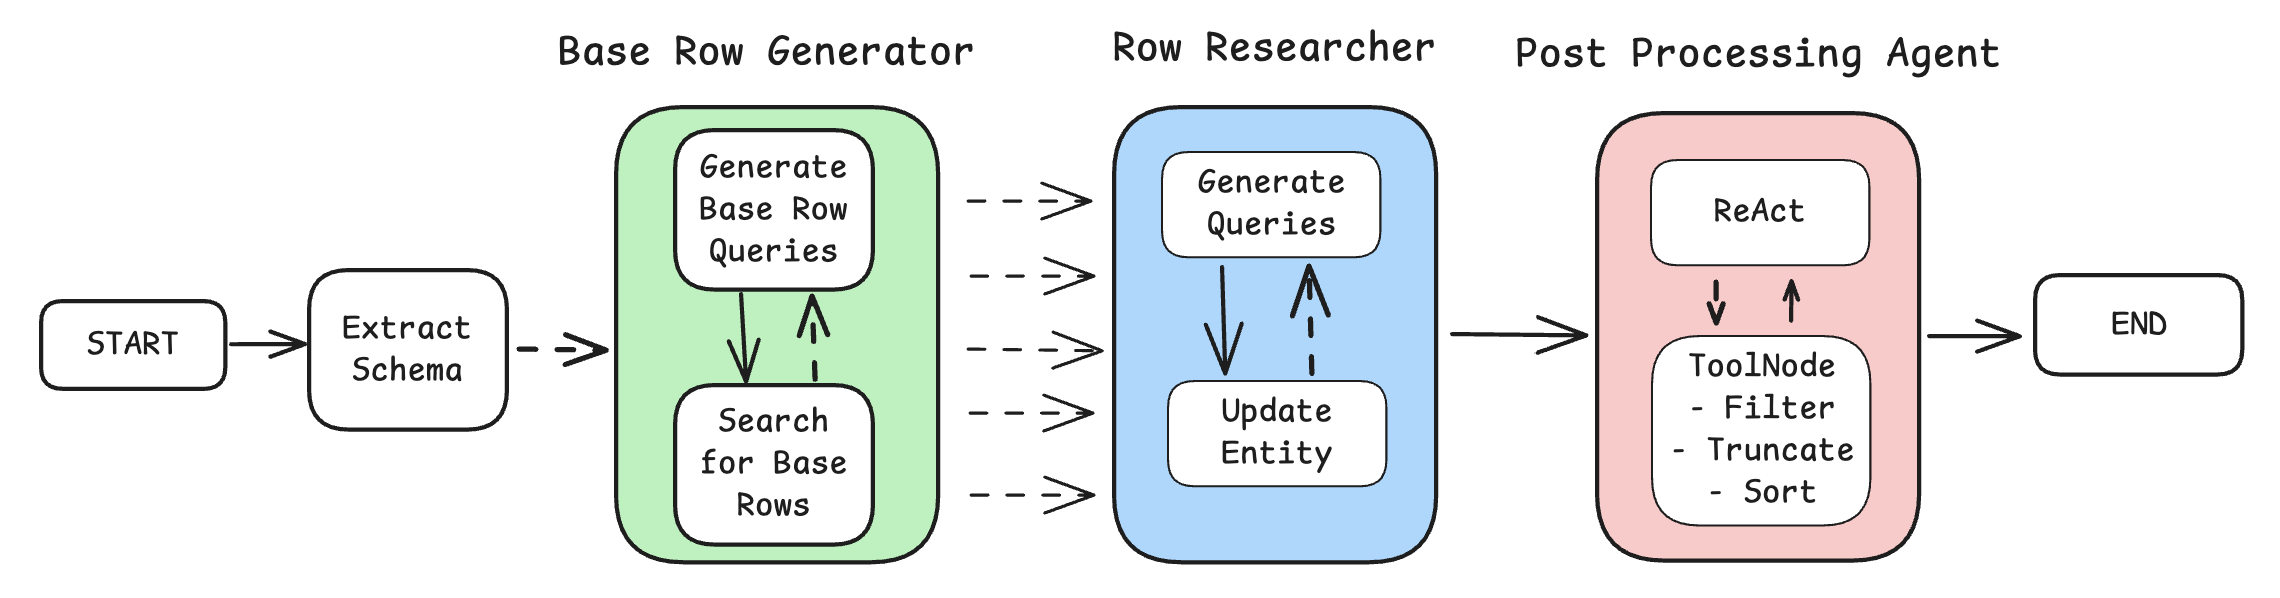 Base Row Generator
Row Researcher
Post Processing Agent
START
Extract
Schema
Generate
Base Row
Queries
Search
for Base
Rows
Generate
Queries
Update
Entity
ReAct
ToolNode
- Filter
- Truncate
- Sort
END